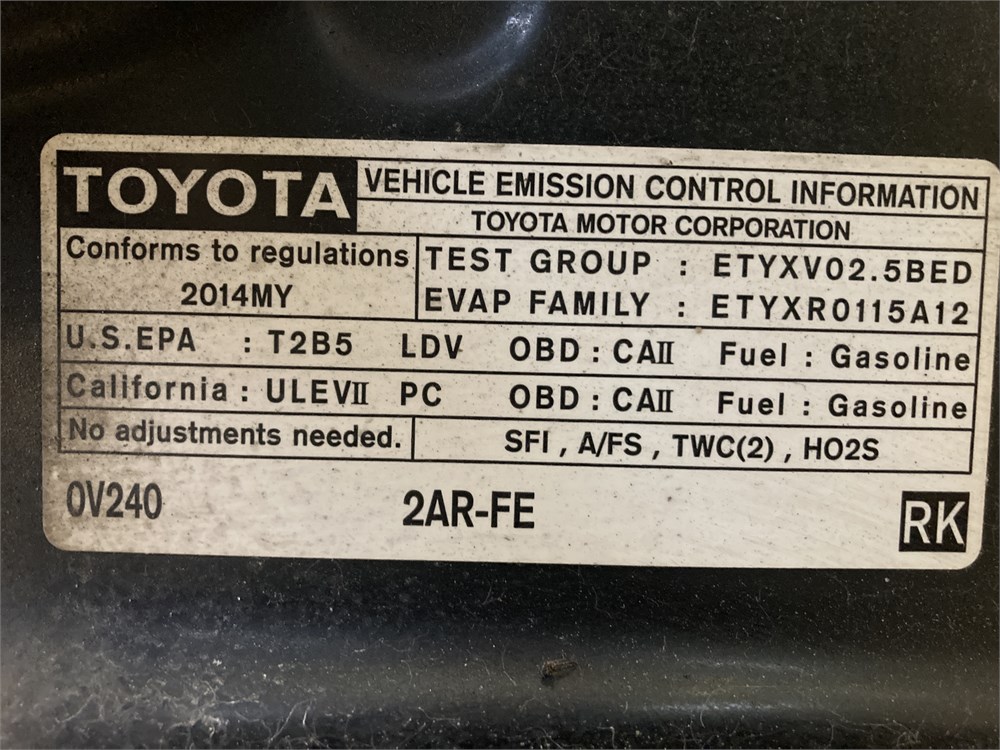 TOYOTA VEHICLE EMISSION CONTROL INFORMATION
TOYOTA MOTOR CORPORATION
Conforms to regulations
2014MY
TEST GROUP : ETYXV02.5BED
EVAP FAMILY : ETYXR0115A12
U.S.EPA : T2B5 LDV OBD : CAII Fuel : Gasoline
California : ULEVII PC OBD : CAII Fuel : Gasoline
No adjustments needed. SFI , A/FS , TWC(2) , HO2S
0V240 2AR-FE RK